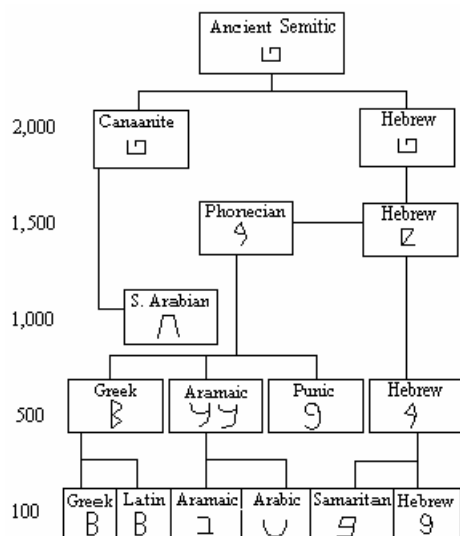 Ancient Semitic
2,000
Canaanite
Hebrew
1,500
Phonecian
Hebrew
1,000
S. Arabian
500
Greek
Aramaic
Punic
Hebrew
100
Greek
Latin
Aramaic
Arabic
Samaritan
Hebrew